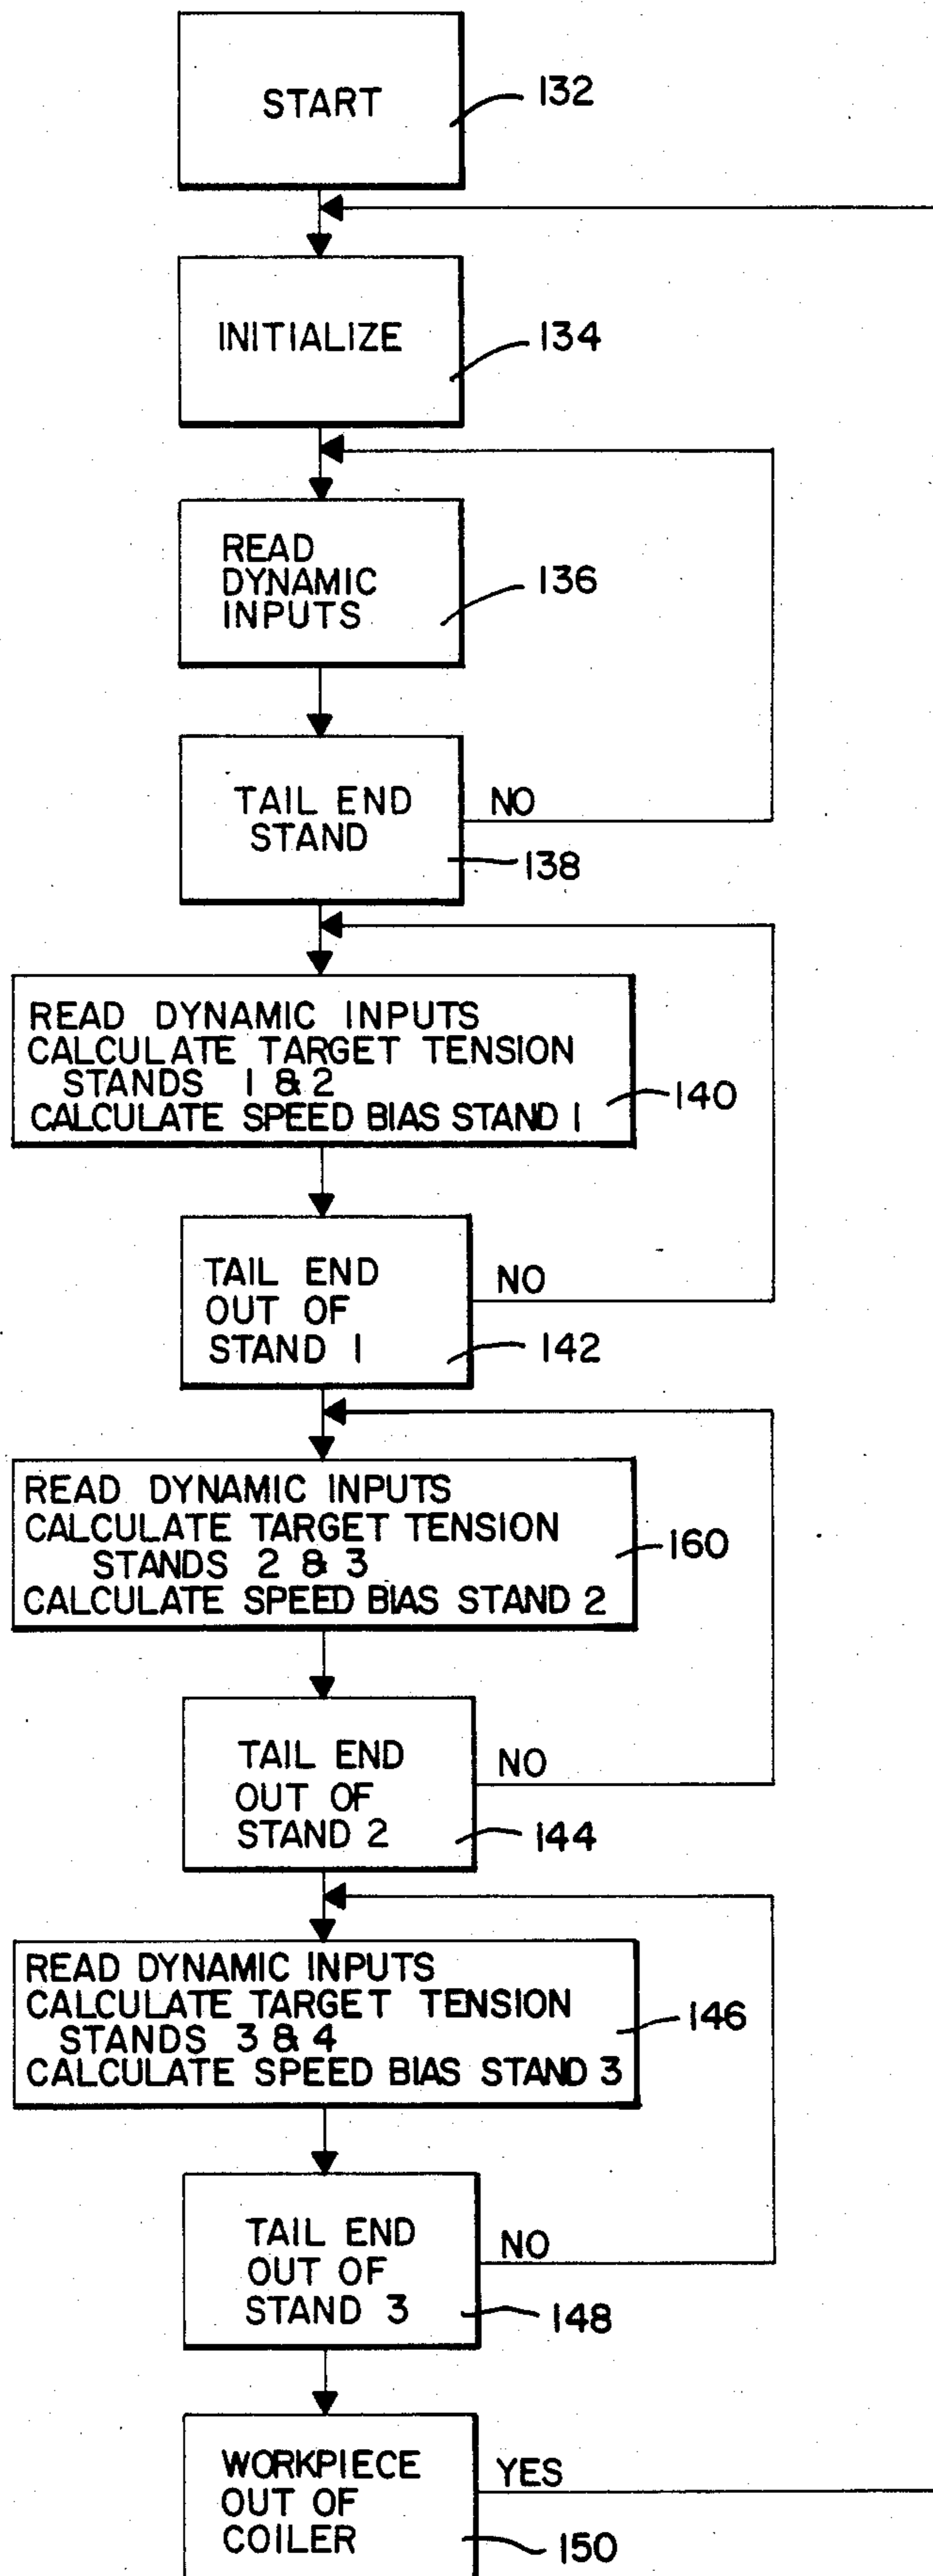 START
132
INITIALIZE
134
READ
DYNAMIC
INPUTS
136
TAIL END
STAND
NO
138
READ DYNAMIC INPUTS
CALCULATE TARGET TENSION
STANDS 1 & 2
CALCULATE SPEED BIAS STAND 1
140
TAIL END
OUT OF
STAND 1
NO
142
READ DYNAMIC INPUTS
CALCULATE TARGET TENSION
STANDS 2 & 3
CALCULATE SPEED BIAS STAND 2
160
TAIL END
OUT OF
STAND 2
NO
144
READ DYNAMIC INPUTS
CALCULATE TARGET TENSION
STANDS 3 & 4
CALCULATE SPEED BIAS STAND 3
146
TAIL END
OUT OF
STAND 3
NO
148
WORKPIECE
OUT OF
COILER
YES
150